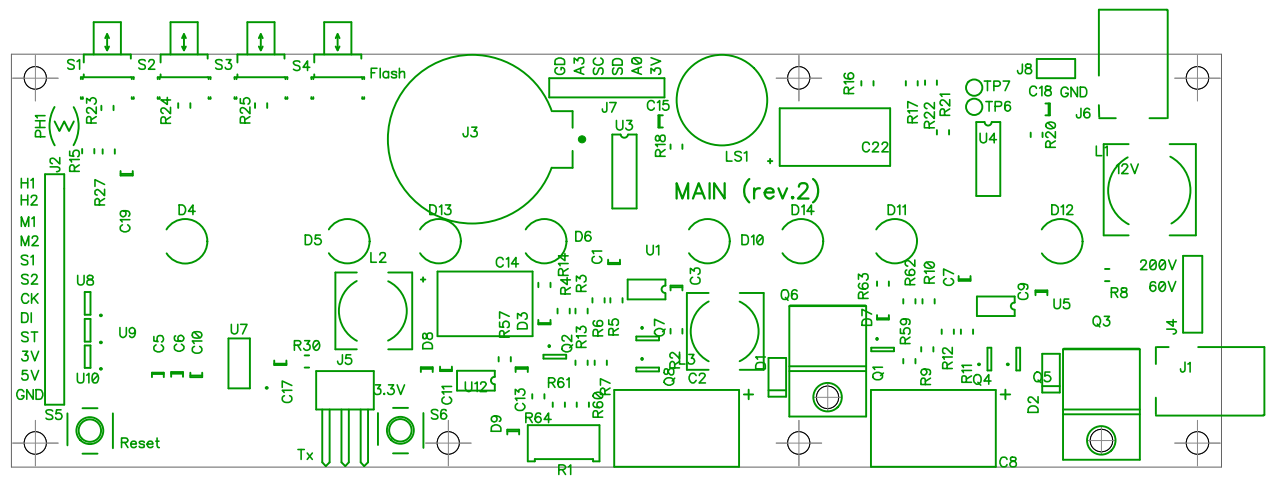 S1
S2
S3
S4
Flash
GD
A3
SC
SD
A0
3V
J7
C15
R16
R17
R22
R21
TP7
TP6
J8
C18
GND
J6
R23
R24
R25
PH1
J3
U3
R18
LS1
C22
U4
R20
L1
12V
J2
R15
R27
C19
MAIN (rev.2)
H1
H2
M1
M2
S1
S2
CK
DI
ST
3V
5V
GND
D4
D5
D13
D6
D10
D14
D11
D12
L2
C14
R14
R4
R3
C1
U1
C3
Q6
R63
R62
R10
C7
C9
U5
R8
200V
60V
J4
Q3
U8
U9
U10
C5
C6
C10
U7
C17
R30
J5
3.3V
D8
R57
D3
Q2
R13
R6
R5
Q7
R2
L3
D1
D7
R59
Q1
R9
R12
R11
Q4
Q5
D2
J1
C11
U12
C13
R61
R7
R60
Q8
C2
S5
Reset
Tx
S6
D9
R64
R1
C8